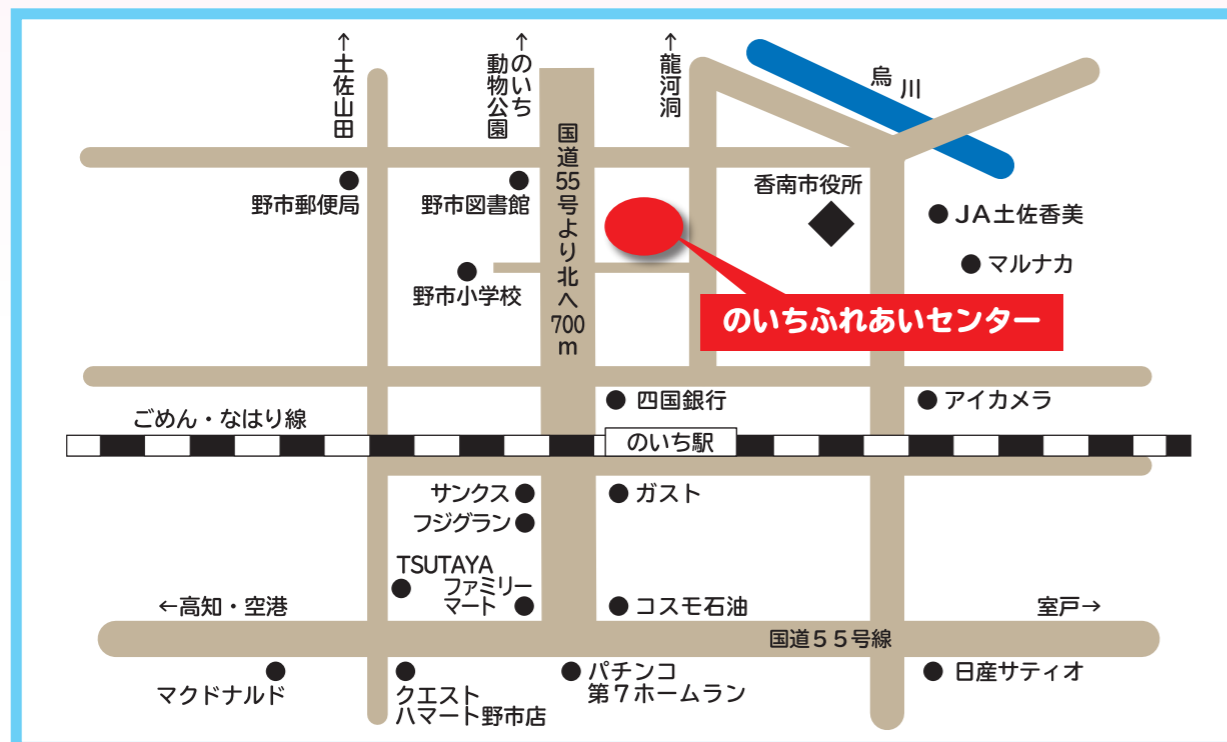 ↑土佐山田
↑のいち
動物公園
↑龍河洞
烏川
国道55号より北へ700m
香南市役所
野市郵便局
野市図書館
JA土佐香美
マルナカ
野市小学校
のいちふれあいセンター
四国銀行
アイカメラ
ごめん・なはり線
のいち駅
サンクス
ガスト
フジグラン
TSUTAYA
ファミリー
マート
コスモ石油
←高知・空港
室戸→
国道55号線
マクドナルド
クエスト
ハマート野市店
パチンコ
第7ホームラン
日産サティオ